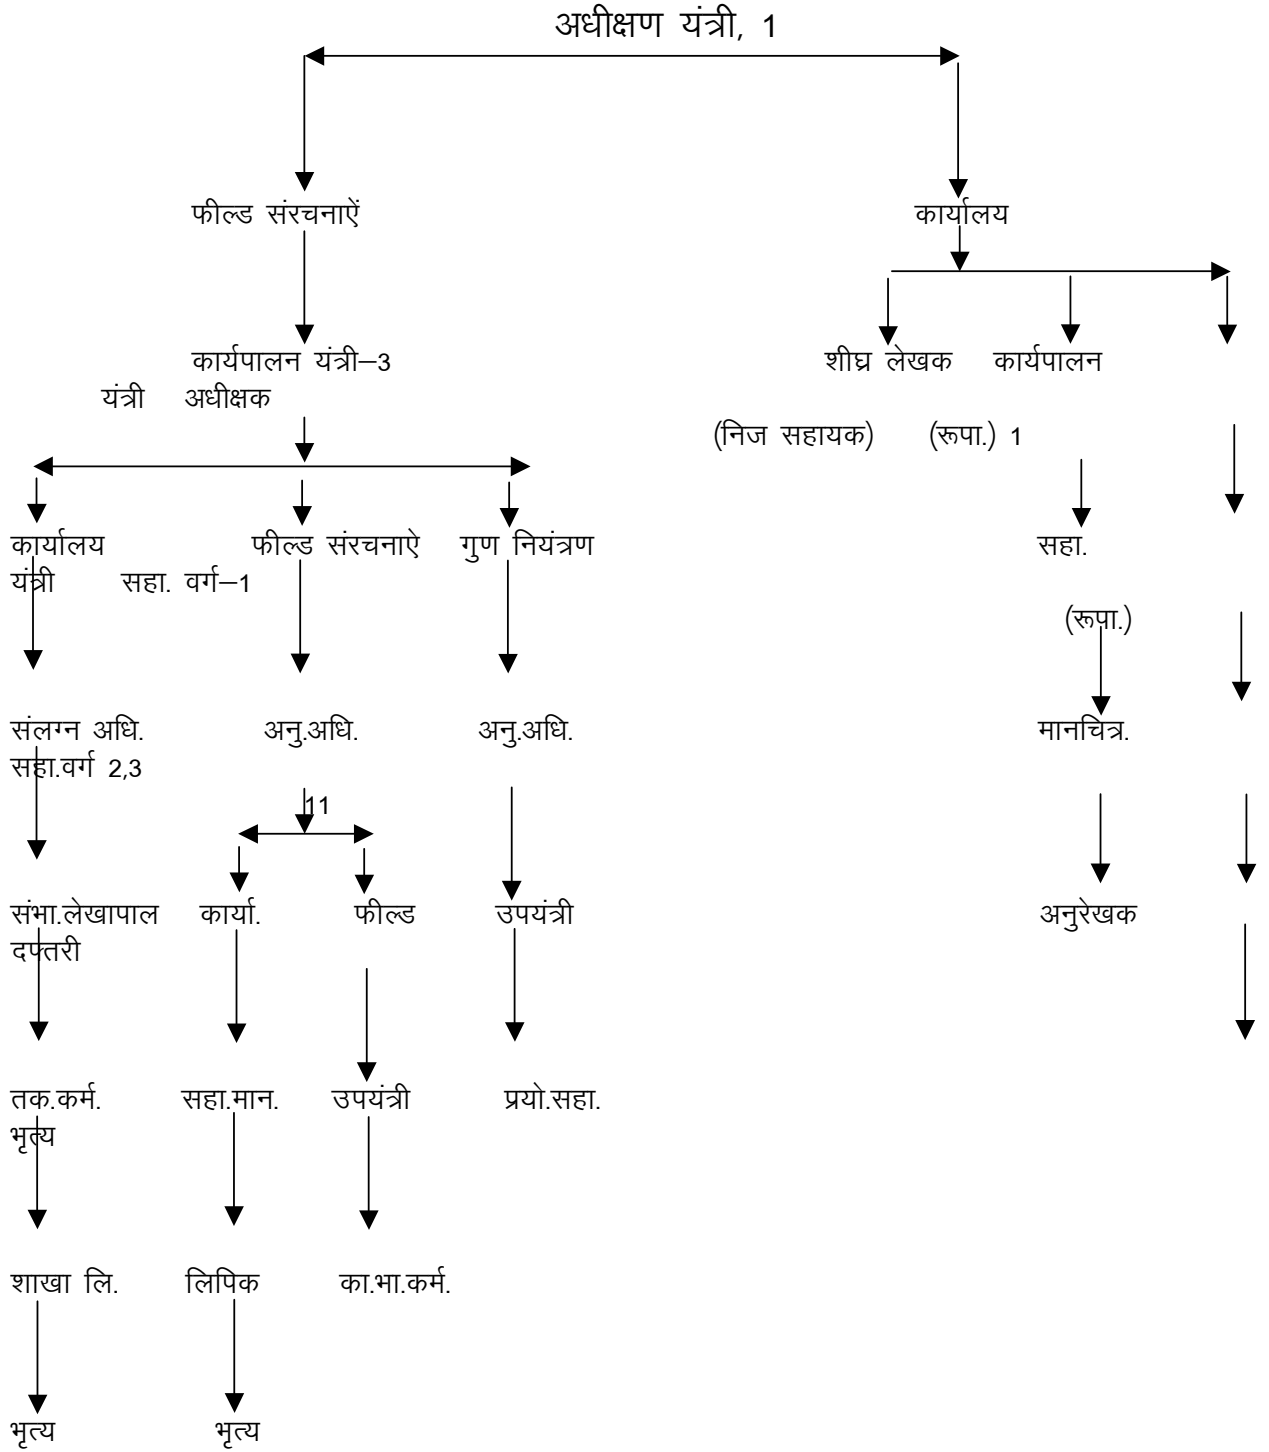 अधीक्षण यंत्री, 1
फील्ड संरचनाऐं कार्यालय
कार्यपालन यंत्री–3 शीघ्र लेखक कार्यपालन
यंत्री अधीक्षक
(निज सहायक) (रूपा.) 1
कार्यालय फील्ड संरचनाऐ गुण नियंत्रण सहा.
यंत्री सहा. वर्ग–1
(रूपा.)
संलग्न अधि. अनु.अधि. अनु.अधि. मानचित्र.
सहा.वर्ग 2,3
11
संभा.लेखापाल कार्या. फील्ड उपयंत्री अनुरेखक
दफ्तरी
तक.कर्म. सहा.मान. उपयंत्री प्रयो.सहा.
भृत्य
शाखा लि. लिपिक का.भा.कर्म.
भृत्य भृत्य